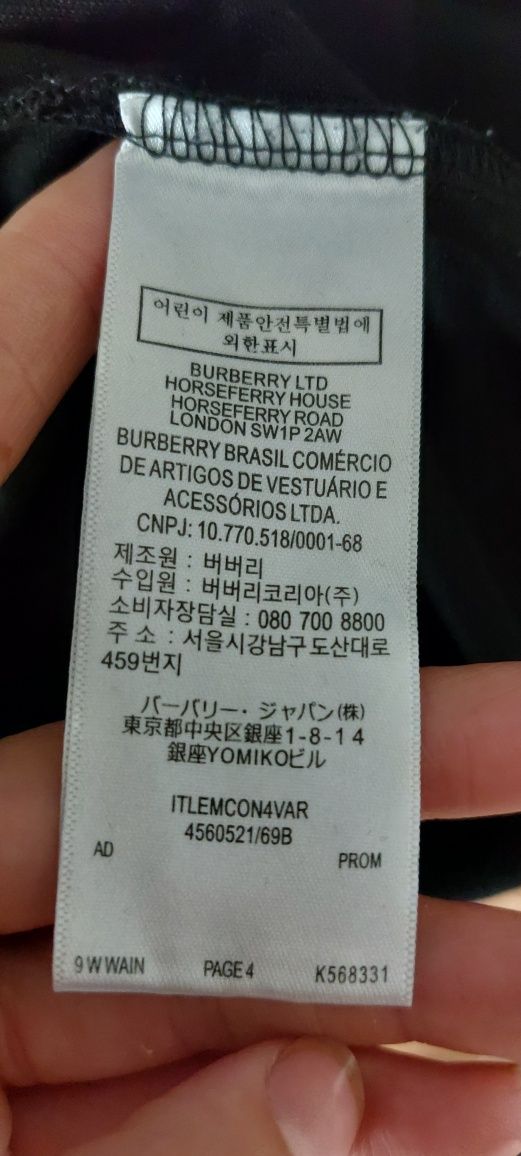 어린이 제품안전특별법에
의한표시
BURBERRY LTD
HORSEFERRY HOUSE
HORSEFERRY ROAD
LONDON SW1P 2AW
BURBERRY BRASIL COMÉRCIO
DE ARTIGOS DE VESTUÁRIO E
ACESSÓRIOS LTDA.
CNPJ: 10.770.518/0001-68
제조원 : 버버리
수입원 : 버버리코리아(주)
소비자장담실 : 080 700 8800
주 소 : 서울시강남구도산대로
459번지
バーバリー・ジャパン(株)
東京都中央区銀座1-8-14
銀座YOMIKOビル
ITLEMCON4VAR
4560521/69B
AD PROM
9 W WAIN PAGE 4 K568331